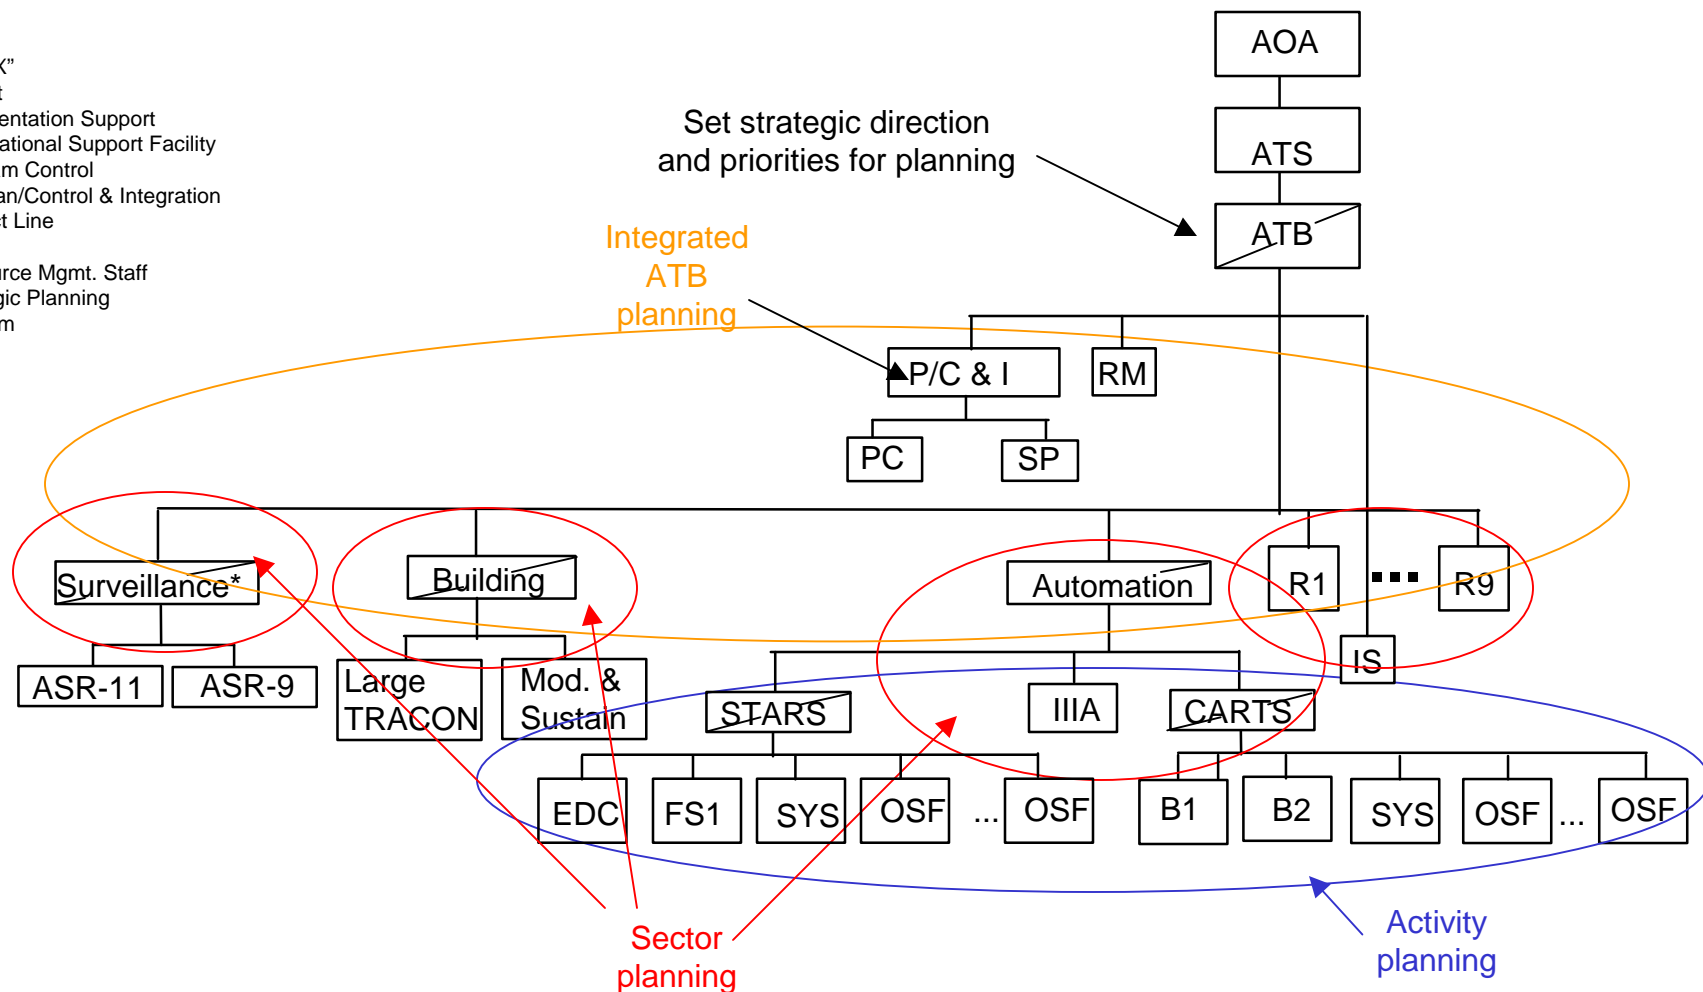 X”
t
entation Support
ational Support Facility
m Control
an/Control & Integration
ct Line
urce Mgmt. Staff
gic Planning
m
AOA
ATS
ATB
Set strategic direction
and priorities for planning
Integrated
ATB
planning
P/C & I
RM
PC
SP
Surveillance*
Building
Automation
R1
R9
IS
ASR-11
ASR-9
Large
TRACON
Mod. &
Sustain
STARS
IIIA
CARTS
EDC
FS1
SYS
OSF
...
OSF
B1
B2
SYS
OSF
...
OSF
Sector
planning
Activity
planning